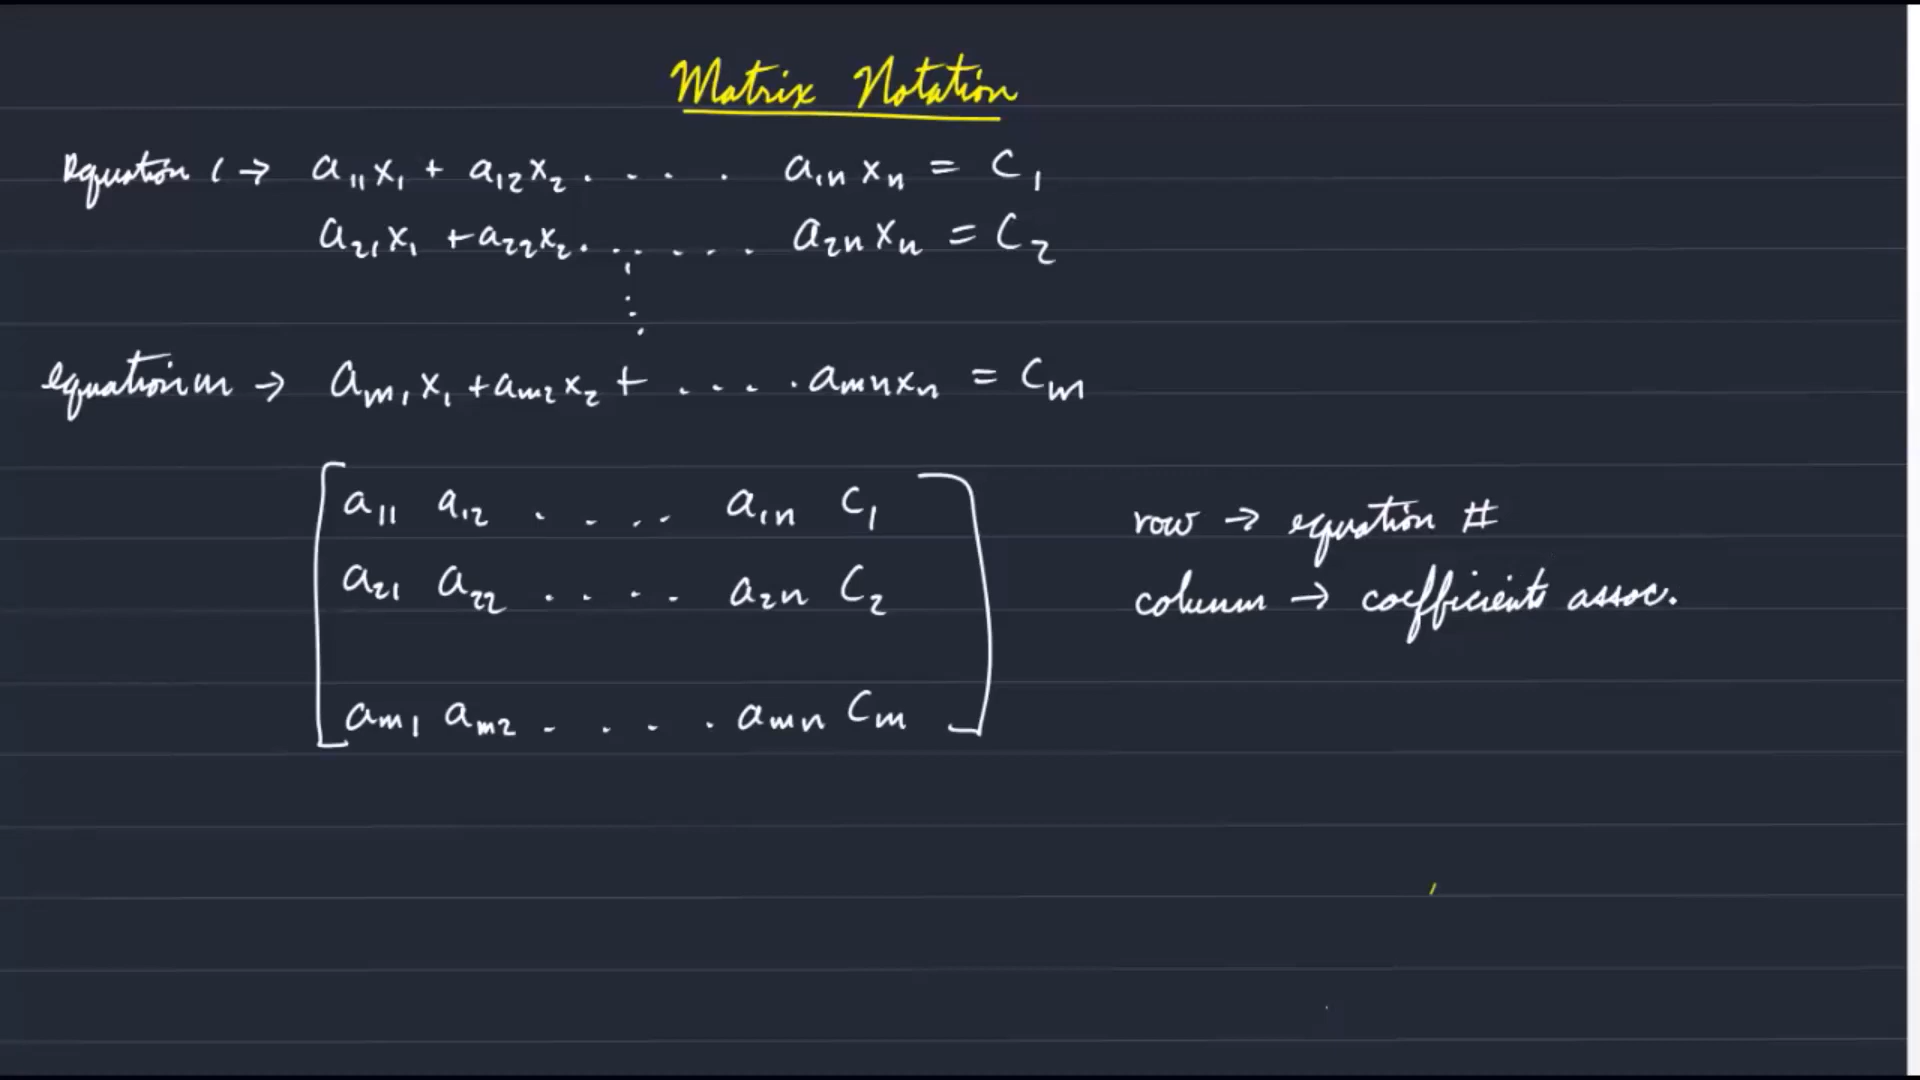 Matrix Notation
Equation 1 → a₁₁x₁ + a₁₂x₂ . . . . a₁ₙxₙ = C₁
a₂₁x₁ + a₂₂x₂ . . . . . . a₂ₙxₙ = C₂
⋮
equation m → aₘ₁x₁ + aₘ₂x₂ + . . . . aₘₙxₙ = Cₘ
a₁₁ a₁₂ . . . . a₁ₙ C₁
a₂₁ a₂₂ . . . . a₂ₙ C₂
aₘ₁ aₘ₂ . . . . aₘₙ Cₘ
row → equation #
column → coefficients assoc.